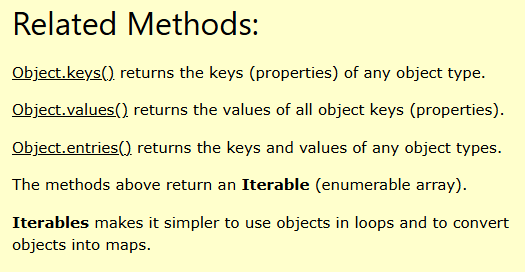 Related Methods:
Object.keys() returns the keys (properties) of any object type.
Object.values() returns the values of all object keys (properties).
Object.entries() returns the keys and values of any object types.
The methods above return an Iterable (enumerable array).
Iterables makes it simpler to use objects in loops and to convert
objects into maps.